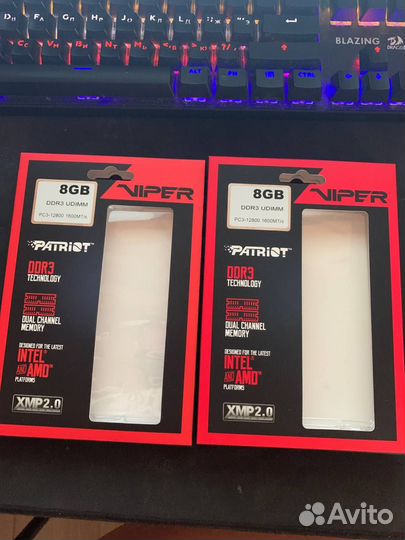 ALT
FN
CTRL
BLAZING
8GB
DDR3 UDIMM
PC3-12800 1600MT/s
VIPER
PATRIOT
DDR3
TECHNOLOGY
DUAL CHANNEL
MEMORY
DESIGNED FOR THE LATEST
INTEL
AND AMD™
PLATFORMS
XMP2.0
8GB
DDR3 UDIMM
PC3-12800 1600MT/s
VIPER
PATRIOT
DDR3
TECHNOLOGY
DUAL CHANNEL
MEMORY
DESIGNED FOR THE LATEST
INTEL
AND AMD™
PLATFORMS
XMP2.0
Avito